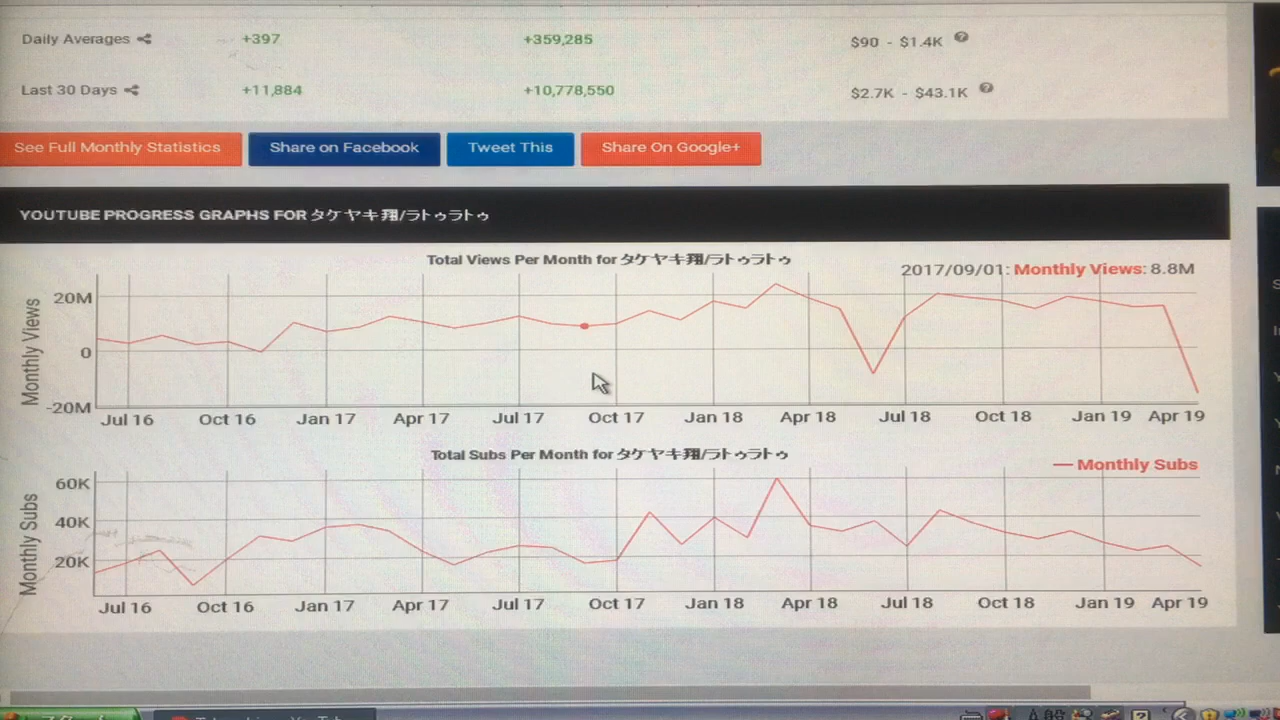 Daily Averages +397 +359,285 $90 - $1.4K ?
Last 30 Days +11,884 +10,778,550 $2.7K - $43.1K ?
See Full Monthly Statistics Share on Facebook Tweet This Share On Google+
YOUTUBE PROGRESS GRAPHS FOR タケヤキ翔/ラトゥラトゥ
Total Views Per Month for タケヤキ翔/ラトゥラトゥ
2017/09/01: Monthly Views: 8.8M
Monthly Views
20M
0
-20M
Jul 16 Oct 16 Jan 17 Apr 17 Jul 17 Oct 17 Jan 18 Apr 18 Jul 18 Oct 18 Jan 19 Apr 19
Total Subs Per Month for タケヤキ翔/ラトゥラトゥ
Monthly Subs
Monthly Subs
60K
40K
20K
Jul 16 Oct 16 Jan 17 Apr 17 Jul 17 Oct 17 Jan 18 Apr 18 Jul 18 Oct 18 Jan 19 Apr 19